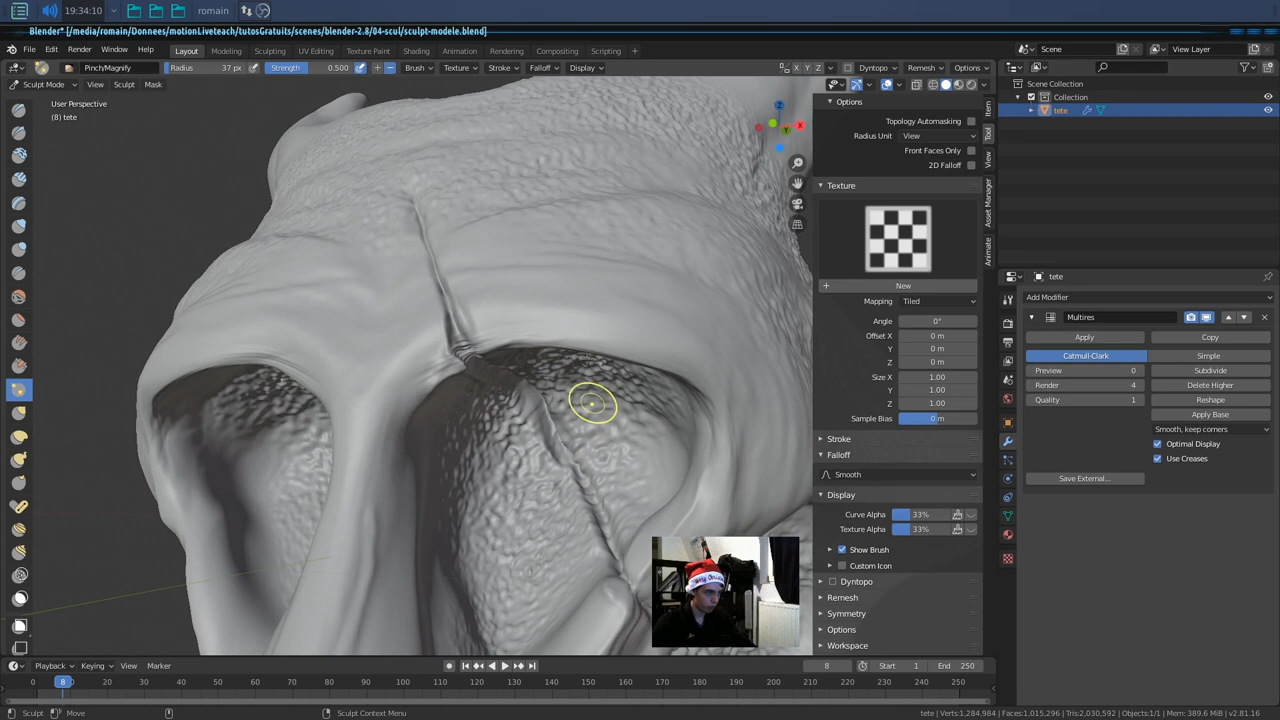 19:34:10
romain
Blender* [/media/romain/Donnees/motionLiveteach/tutosGratuits/scenes/blender-2.8/04-scul/sculpt-modele.blend]
File Edit Render Window Help Layout Modeling Sculpting UV Editing Texture Paint Shading Animation Rendering Compositing Scripting + Scene View Layer
Pinch/Magnify Radius 37 px Strength 0.500 Brush Texture Stroke Falloff Display X Y Z Dyntopo Remesh Options
Sculpt Mode View Sculpt Mask
User Perspective
(8) tete
Z
X
Y
Options
Topology Automasking
Radius Unit View
Front Faces Only
2D Falloff
Texture
+ New
Mapping Tiled
Angle 0°
Offset X 0 m
Y 0 m
Z 0 m
Size X 1.00
Y 1.00
Z 1.00
Sample Bias 0 m
Stroke
Falloff
Smooth
Display
Curve Alpha 33%
Texture Alpha 33%
Show Brush
Custom Icon
Dyntopo
Remesh
Symmetry
Options
Workspace
Item
Tool
View
Asset Manager
Animate
Scene Collection
Collection
tete
tete
Add Modifier
Multires
Apply Copy
Catmull-Clark Simple
Preview 0 Subdivide
Render 4 Delete Higher
Quality 1 Reshape
Apply Base
Smooth, keep corners
Optimal Display
Use Creases
Save External...
Playback Keying View Marker 8 Start 1 End 250
0 8 20 30 40 50 60 70 80 90 100 110 120 130 140 150 160 170 180 190 200 210 220 230 240 250
Sculpt Move Sculpt Context Menu tete | Verts:1,284,984 | Faces:1,015,296 | Tris:2,030,592 | Objects:1/1 | Mem: 389.6 MiB | v2.81.16